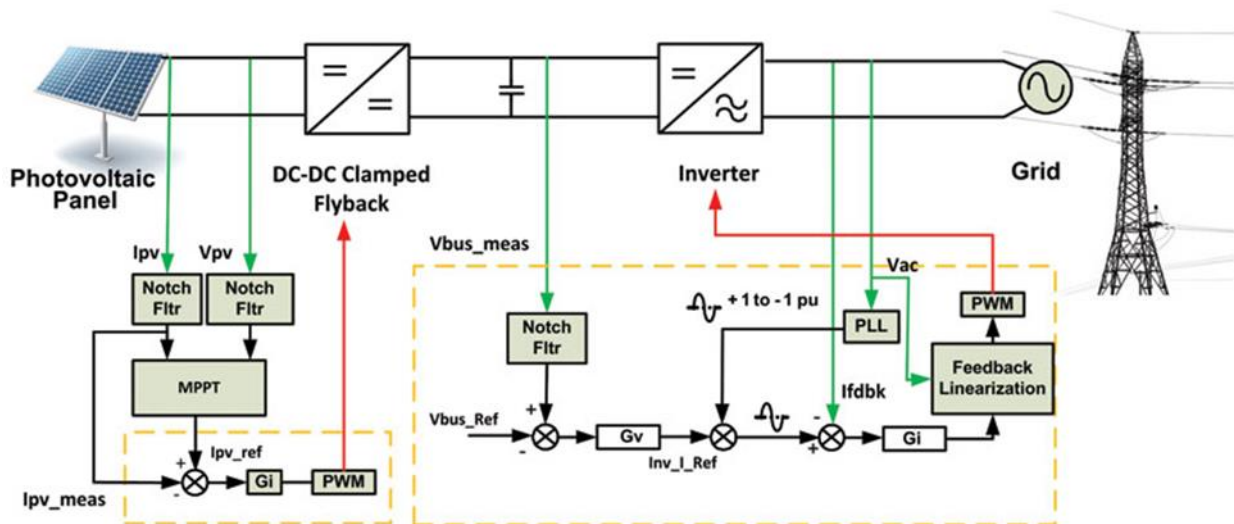 Photovoltaic
Panel
DC-DC Clamped
Flyback
Inverter
Grid
Ipv
Vpv
Vbus_meas
Vac
Notch
Fltr
Notch
Fltr
+ 1 to - 1 pu
PLL
PWM
Notch
Fltr
Feedback
Linearization
MPPT
Ifdbk
Vbus_Ref
+
-
Gv
Inv_I_Ref
-
+
Gi
Ipv_ref
+
-
Gi
PWM
Ipv_meas